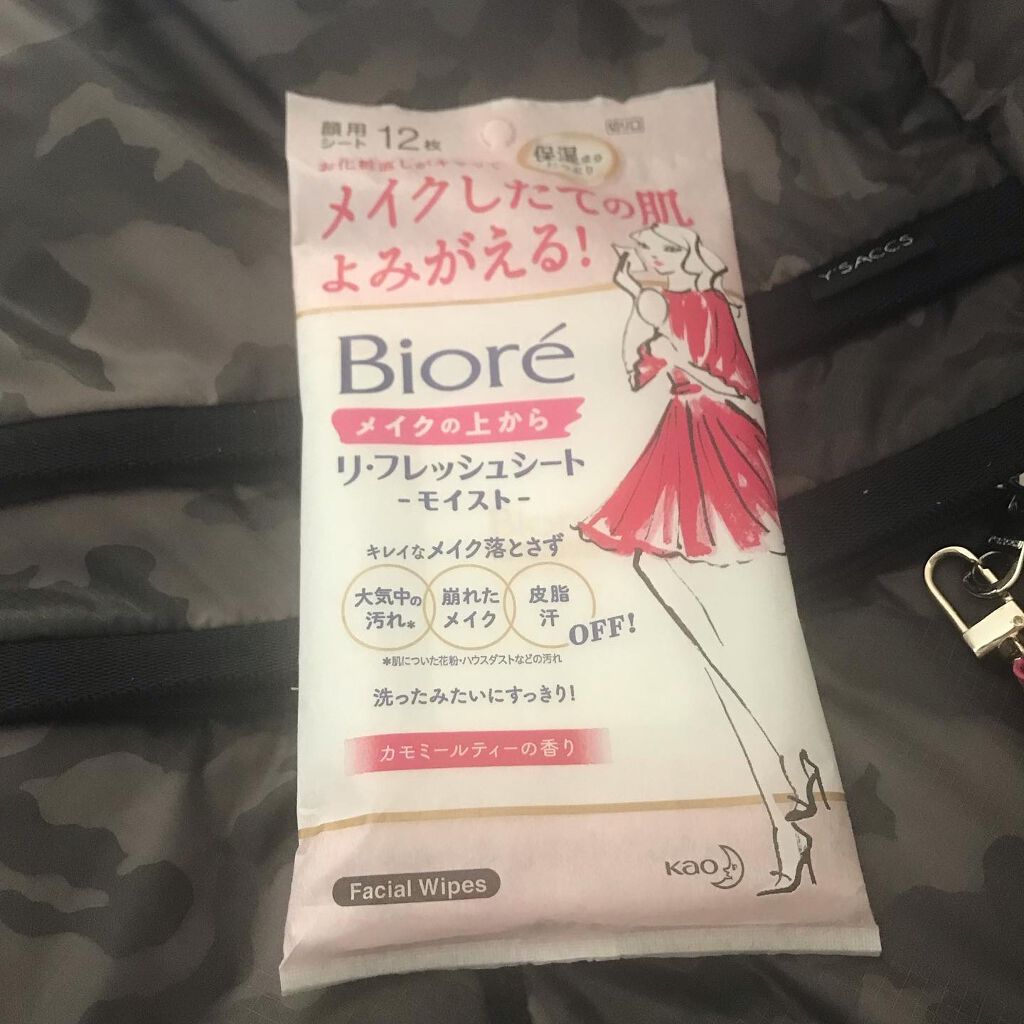 顔用
シート 12枚
切り口
保湿
メイクしたての肌
よみがえる!
Y'SACCS
Bioré
メイクの上から
リ・フレッシュシート
-モイスト-
キレイなメイク落とさず
大気中の
汚れ*
崩れた
メイク
皮脂
汗
OFF!
*肌についた花粉・ハウスダストなどの汚れ
洗ったみたいにすっきり!
カモミールティーの香り
Kao
Facial Wipes